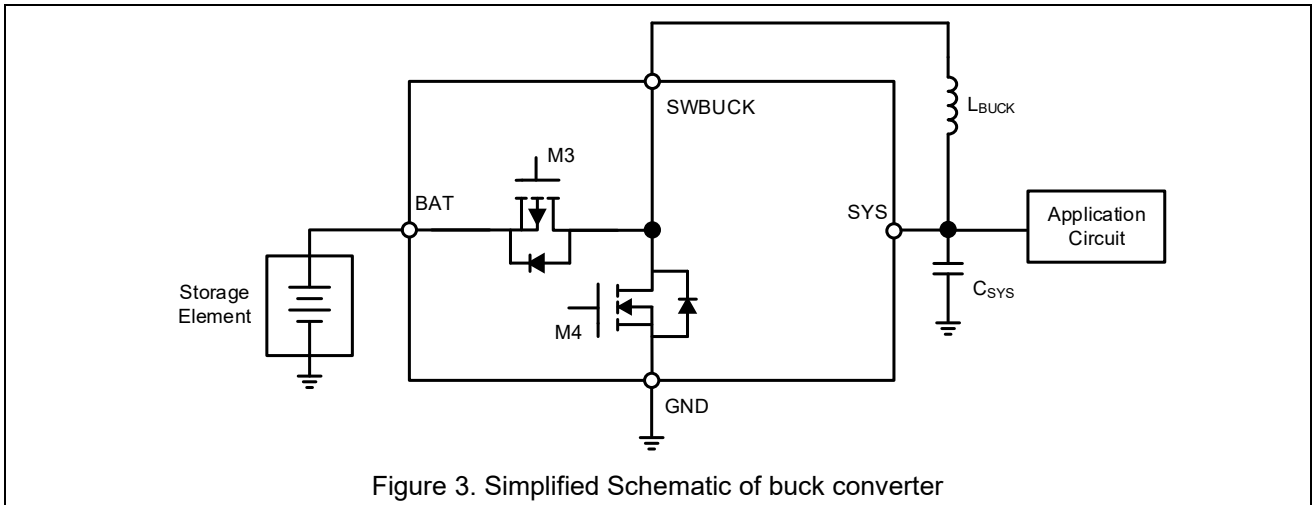 SWBUCK
LBUCK
M3
BAT
SYS
Application
Circuit
Storage
Element
M4
CSYS
GND
Figure 3. Simplified Schematic of buck converter